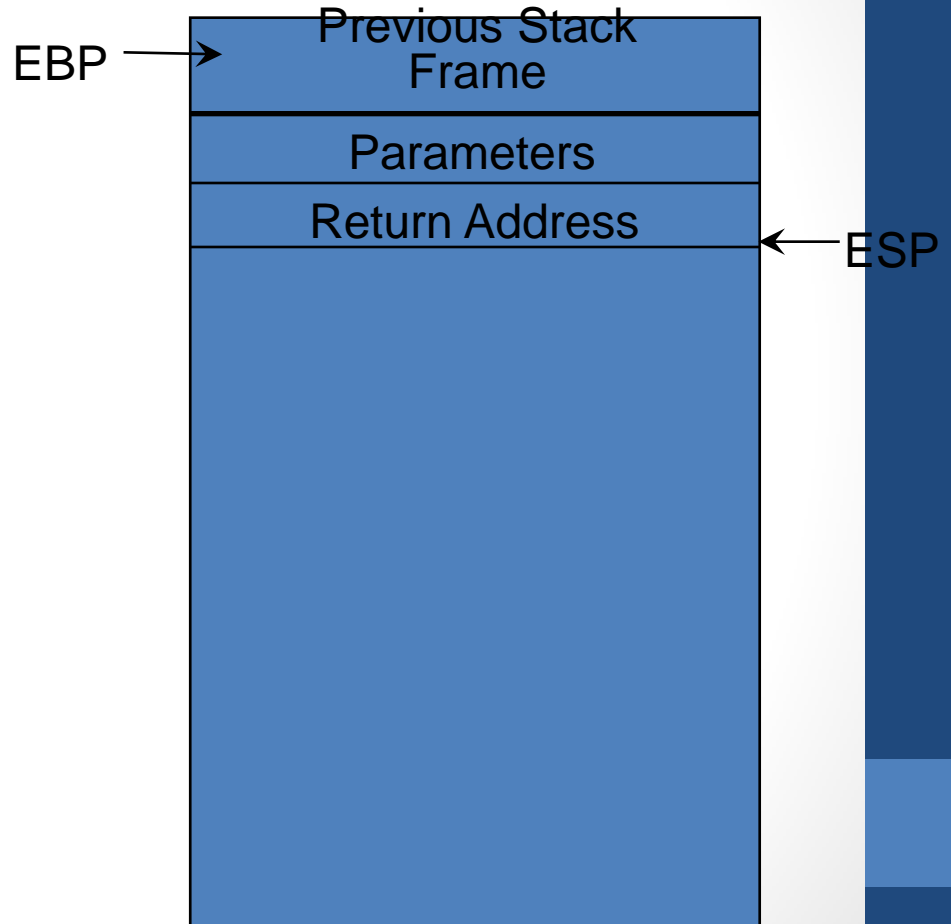 Previous Stack
Frame
EBP
Parameters
Return Address
ESP